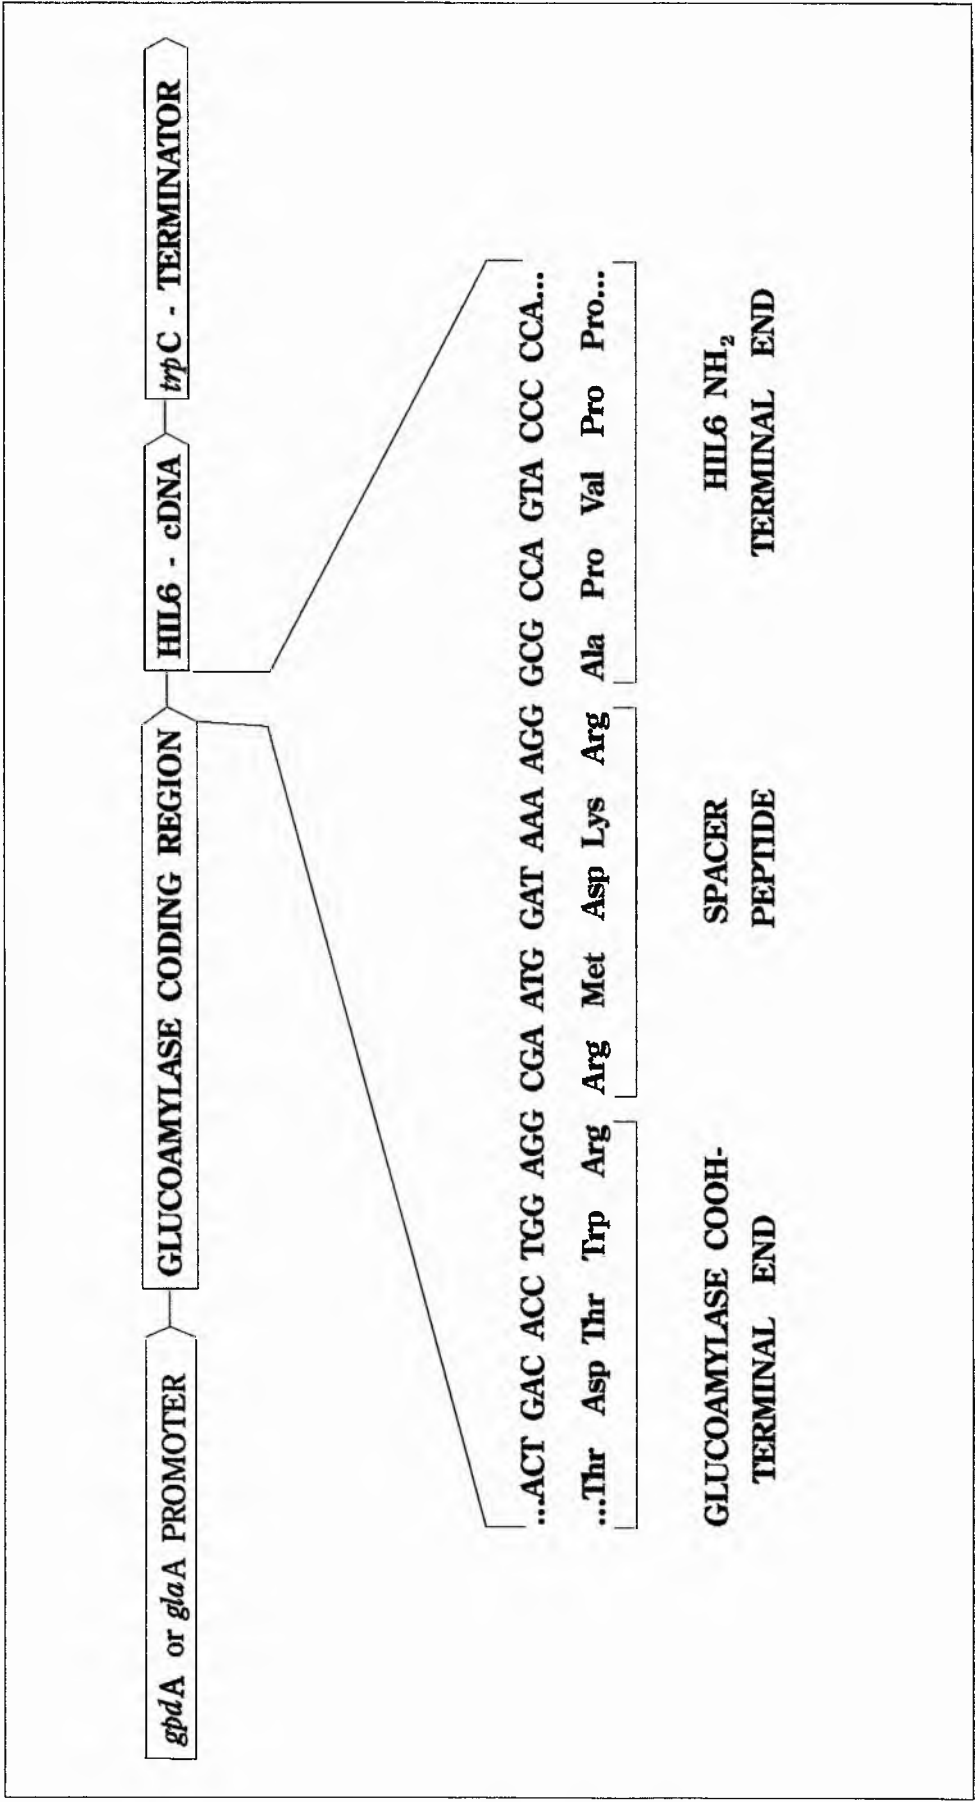 gpdA or glaA PROMOTER
GLUCOAMYLASE CODING REGION
HIL6 - cDNA
trpC - TERMINATOR
...ACT GAC ACC TGG AGG CGA ATG GAT AAA AGG GCG CCA GTA CCC CCA...
...Thr Asp Thr Trp Arg Arg Met Asp Lys Arg Ala Pro Val Pro Pro...
GLUCOAMYLASE COOH-
TERMINAL END
SPACER
PEPTIDE
HIL6 NH₂
TERMINAL END